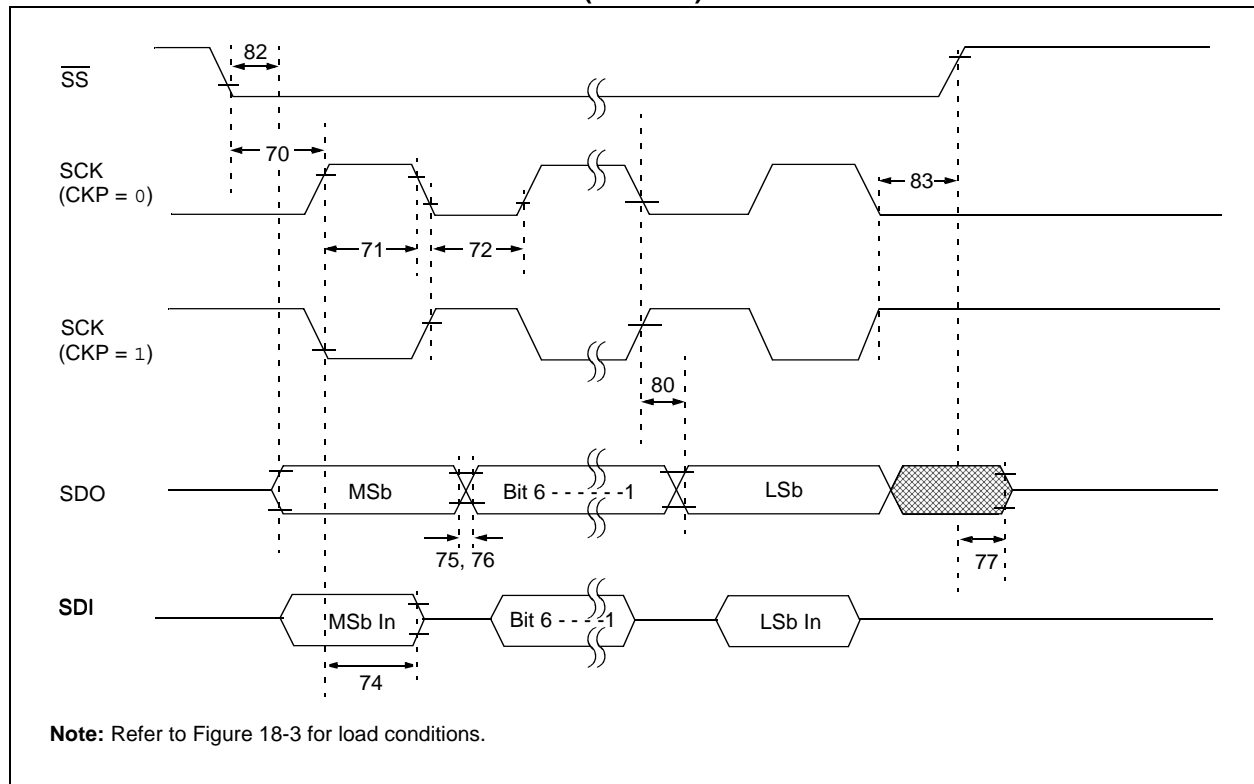 82
SS
70
SCK
(CKP = 0)
83
71
72
SCK
(CKP = 1)
80
SDO
MSb
Bit 6 - - - - - -1
LSb
75, 76
77
SDI
MSb In
Bit 6 - - - -1
LSb In
74
Note: Refer to Figure 18-3 for load conditions.